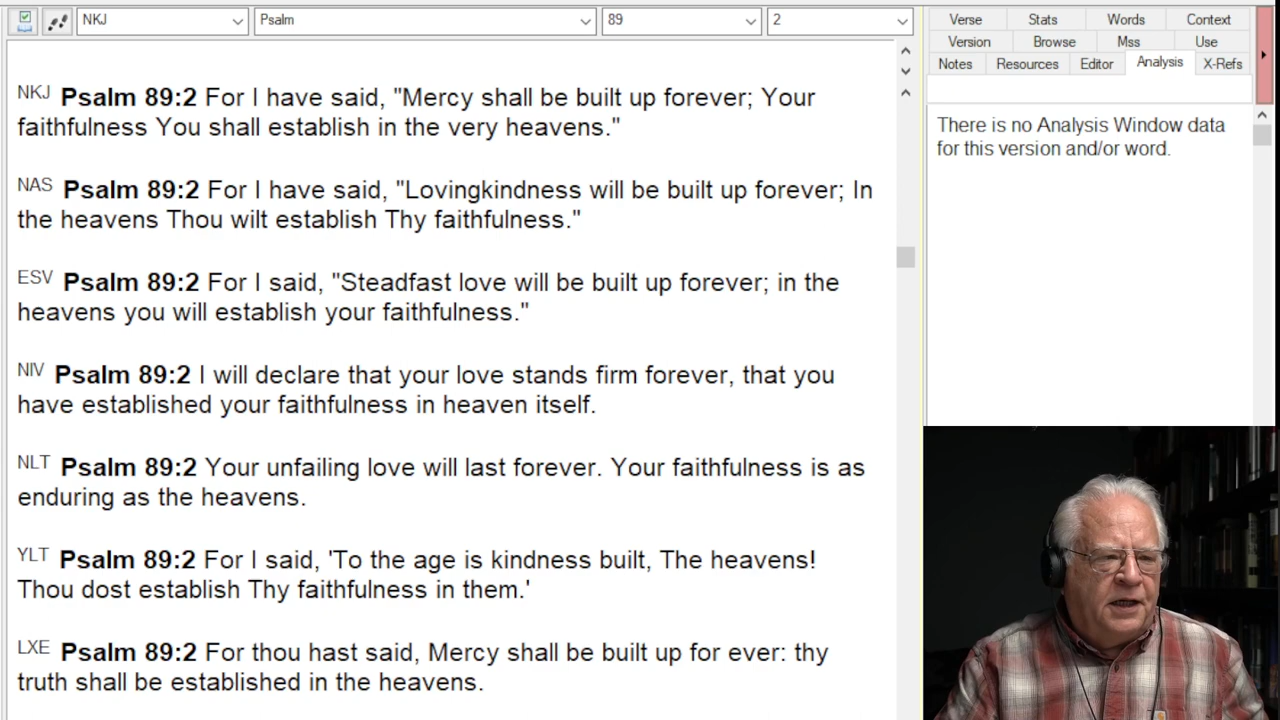 NKJ Psalm 89 2
Verse Stats Words Context
Version Browse Mss Use
Notes Resources Editor Analysis X-Refs
There is no Analysis Window data
for this version and/or word.
NKJ Psalm 89:2 For I have said, "Mercy shall be built up forever; Your
faithfulness You shall establish in the very heavens."
NAS Psalm 89:2 For I have said, "Lovingkindness will be built up forever; In
the heavens Thou wilt establish Thy faithfulness."
ESV Psalm 89:2 For I said, "Steadfast love will be built up forever; in the
heavens you will establish your faithfulness."
NIV Psalm 89:2 I will declare that your love stands firm forever, that you
have established your faithfulness in heaven itself.
NLT Psalm 89:2 Your unfailing love will last forever. Your faithfulness is as
enduring as the heavens.
YLT Psalm 89:2 For I said, 'To the age is kindness built, The heavens!
Thou dost establish Thy faithfulness in them.'
LXE Psalm 89:2 For thou hast said, Mercy shall be built up for ever: thy
truth shall be established in the heavens.